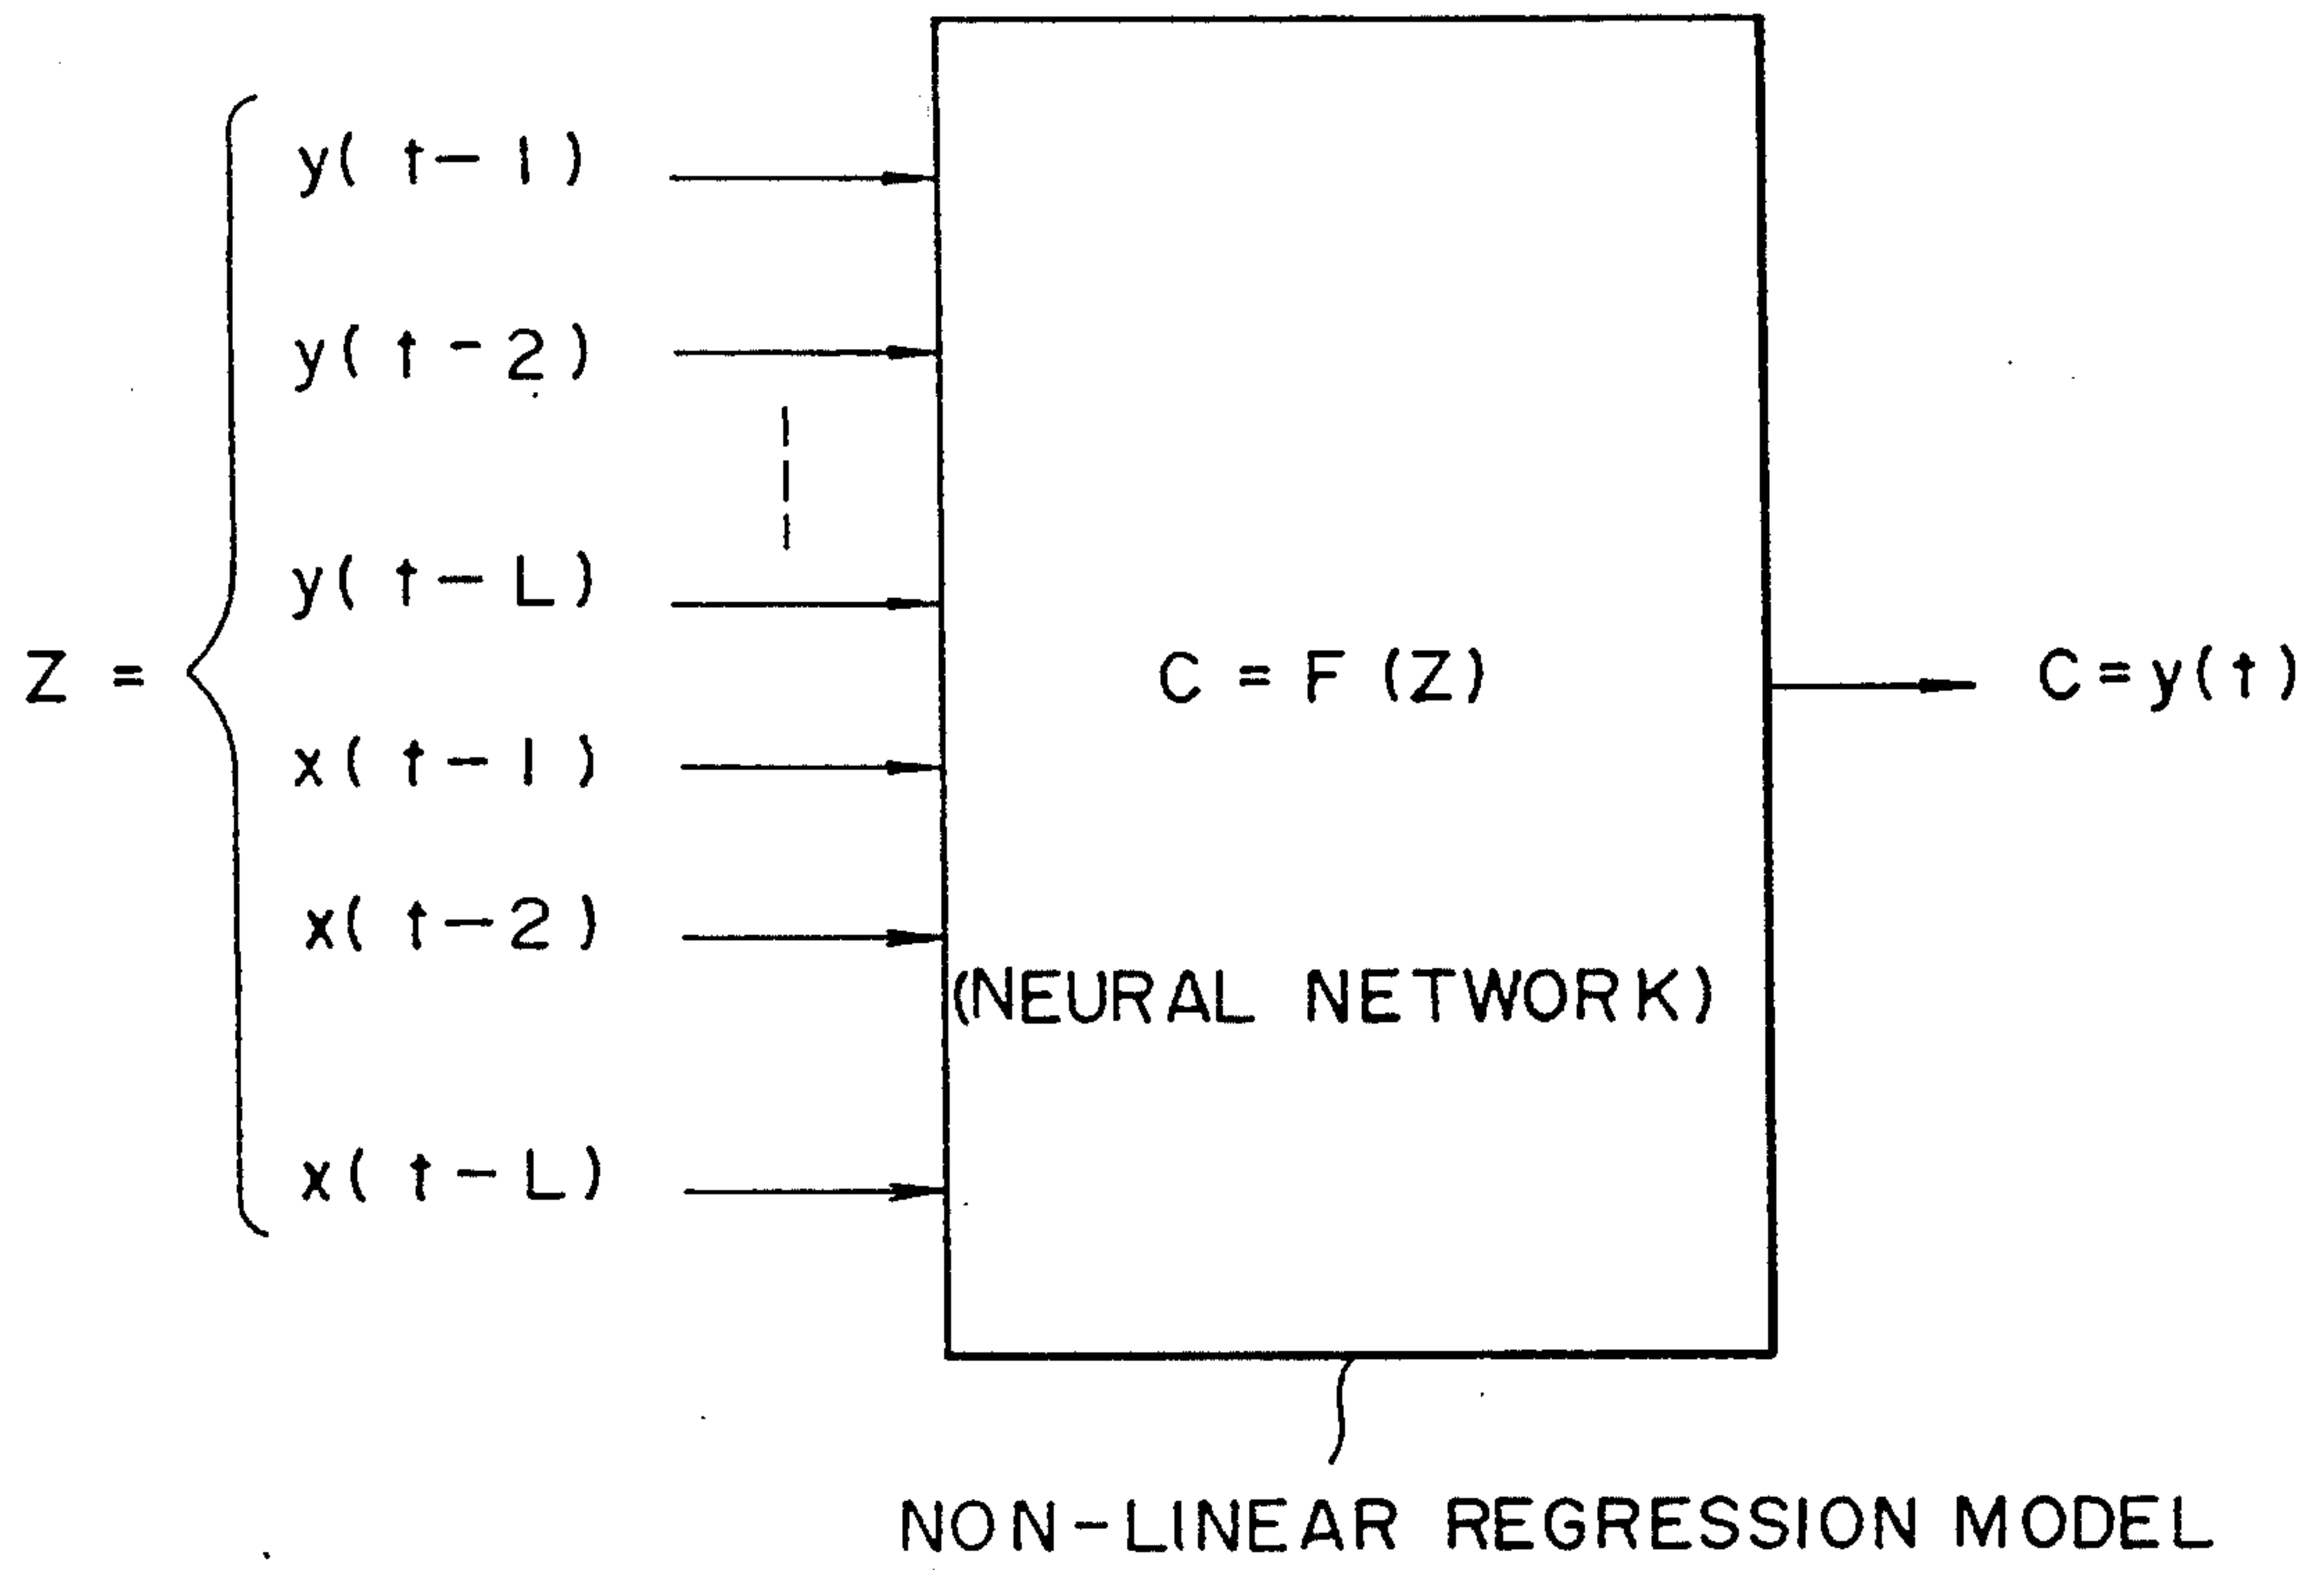 y(t-1)
y(t-2)
y(t-L)
Z =
C = F (Z)
C=y(t)
x(t-1)
x(t-2)
(NEURAL NETWORK)
x(t-L)
NON-LINEAR REGRESSION MODEL